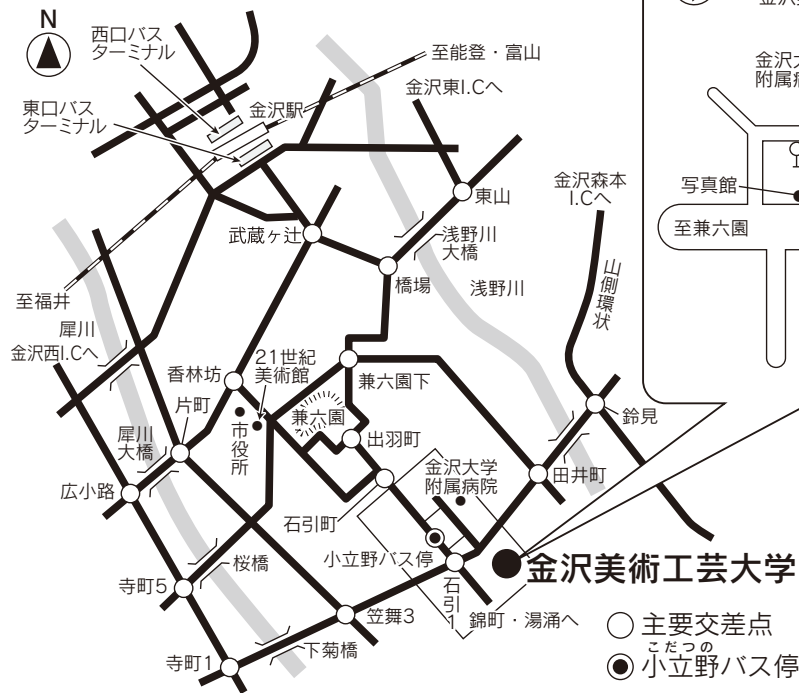 N
西口バス
ターミナル
東口バス
ターミナル
金沢駅
至能登・富山
金沢東I.Cへ
東山
金沢森本
I.Cへ
武蔵ヶ辻
浅野川
大橋
橋場
浅野川
山側環状
至福井
犀川
金沢西I.Cへ
香林坊
21世紀
美術館
兼六園下
片町
兼六園
市役所
出羽町
鈴見
犀川
大橋
広小路
金沢大学
附属病院
田井町
石引町
小立野バス停
桜橋
寺町5
石引1
金沢美術工芸大学
錦町・湯涌へ
笠舞3
下菊橋
寺町1
主要交差点
こだつの
小立野バス停
写真館
至兼六園